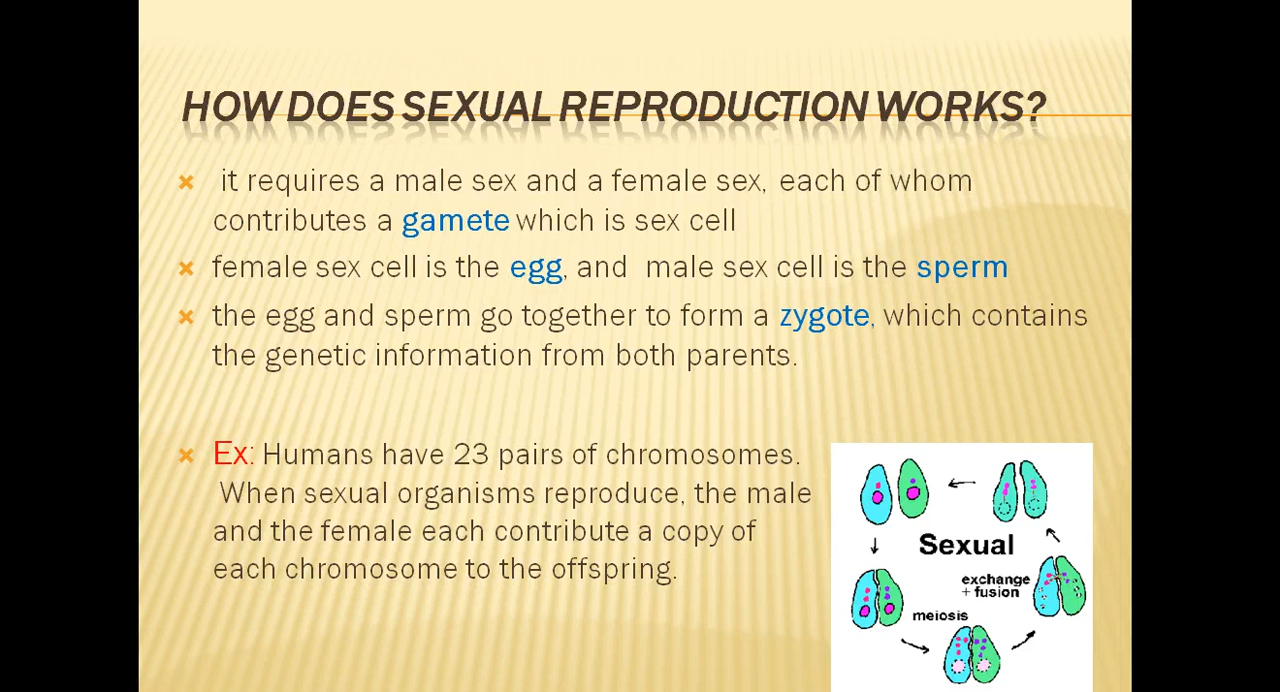 HOW DOES SEXUAL REPRODUCTION WORKS?
it requires a male sex and a female sex, each of whom
contributes a gamete which is sex cell
female sex cell is the egg, and male sex cell is the sperm
the egg and sperm go together to form a zygote, which contains
the genetic information from both parents.
Ex: Humans have 23 pairs of chromosomes.
When sexual organisms reproduce, the male
and the female each contribute a copy of
each chromosome to the offspring.
Sexual
exchange
+ fusion
meiosis